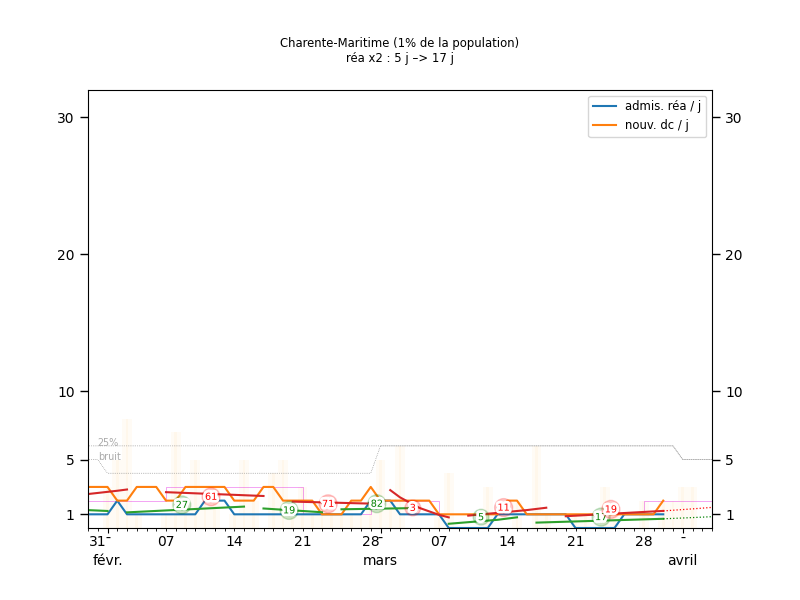 Charente-Maritime (1% de la population)
réa x2 : 5 j –> 17 j
admis. réa / j
nouv. dc / j
30 30
20 20
10 10
5 5
1 1
25%
bruit
27 61 19 71 82 3 5 11 17 19
31 07 14 21 28 07 14 21 28 -
févr. mars avril